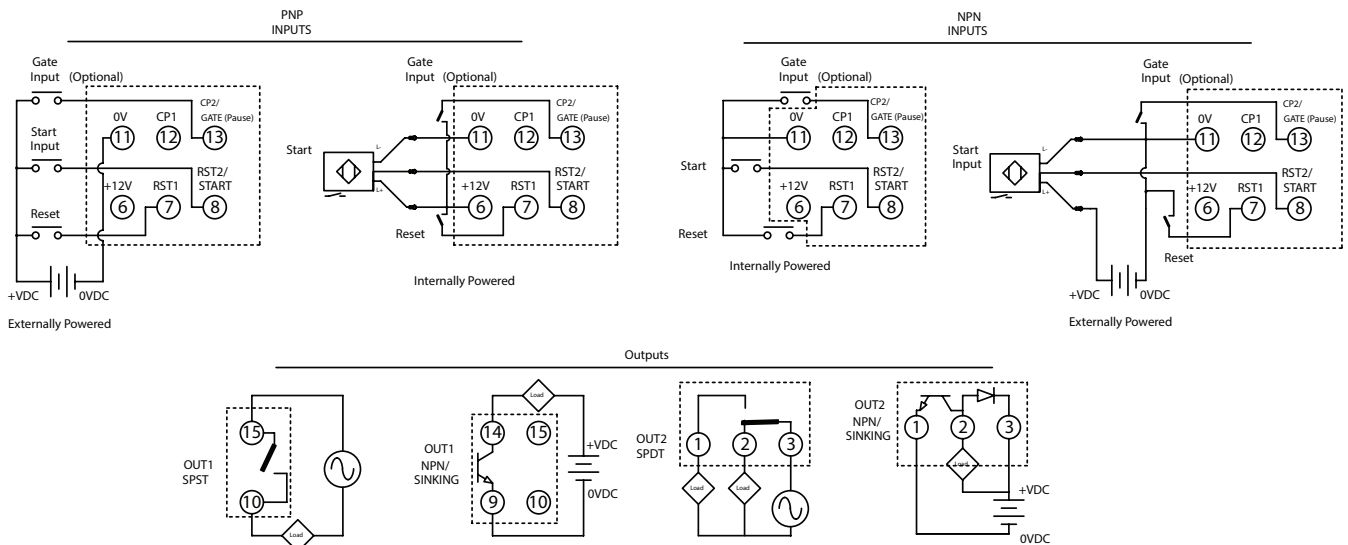 PNP
INPUTS
Gate
Input (Optional)
0V
CP1
CP2/
GATE (Pause)
11
12
13
Start
Input
+12V
RST1
RST2/
START
6
7
8
Reset
+VDC
0VDC
Externally Powered
Gate
Input (Optional)
0V
CP1
CP2/
GATE (Pause)
L-
11
12
13
Start
L+
+12V
RST1
RST2/
START
6
7
8
Reset
Internally Powered
NPN
INPUTS
Gate
Input (Optional)
0V
CP1
CP2/
GATE (Pause)
11
12
13
Start
+12V
RST1
RST2/
START
6
7
8
Reset
Internally Powered
Gate
Input (Optional)
0V
CP1
CP2/
GATE (Pause)
L-
11
12
13
Start
Input
L+
+12V
RST1
RST2/
START
6
7
8
Reset
+VDC
0VDC
Externally Powered
Outputs
15
OUT1
SPST
10
Load
Load
14
15
OUT1
NPN/
SINKING
+VDC
0VDC
9
10
OUT2
SPDT
1
2
3
Load
Load
OUT2
NPN/
SINKING
1
2
3
Load
+VDC
0VDC